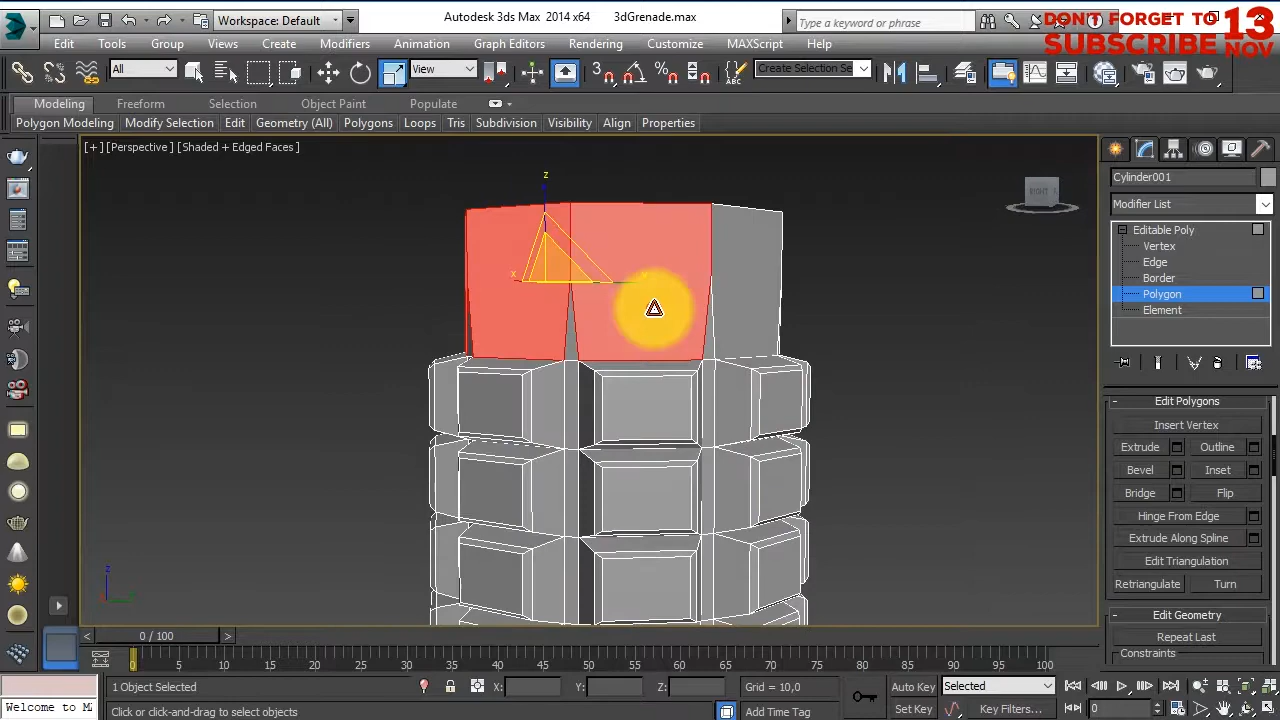 Workspace: Default
Autodesk 3ds Max 2014 x64
3dGrenade.max
Type a keyword or phrase
DON'T FORGET TO 13
SUBSCRIBE NOV
Edit Tools Group Views Create Modifiers Animation Graph Editors Rendering Customize MAXScript Help
All
View
Create Selection Se
Modeling Freeform Selection Object Paint Populate
Polygon Modeling Modify Selection Edit Geometry (All) Polygons Loops Tris Subdivision Visibility Align Properties
[+] [Perspective] [Shaded + Edged Faces]
z
x
RIGHT
Cylinder001
Modifier List
Editable Poly
Vertex
Edge
Border
Polygon
Element
Edit Polygons
Insert Vertex
Extrude Outline
Bevel Inset
Bridge Flip
Hinge From Edge
Extrude Along Spline
Edit Triangulation
Retriangulate Turn
Edit Geometry
Repeat Last
Constraints
z
0 / 100
0 5 10 15 20 25 30 35 40 45 50 55 60 65 70 75 80 85 90 95 100
1 Object Selected
X: Y: Z:
Grid = 10,0
Auto Key Selected
Welcome to M
Click or click-and-drag to select objects
Add Time Tag
Set Key Key Filters...
0